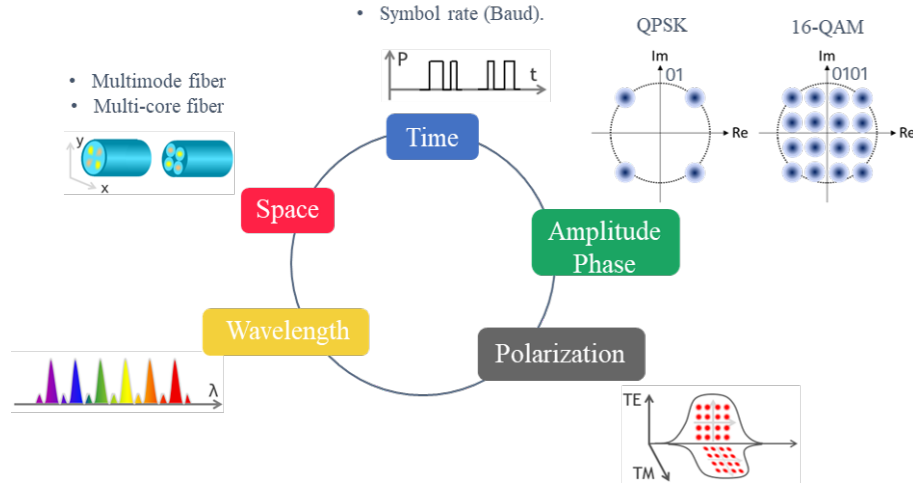 • Symbol rate (Baud).
P
t
QPSK
Im
01
Re
16-QAM
Im
0101
Re
• Multimode fiber
• Multi-core fiber
y
x
Time
Space
Amplitude
Phase
Wavelength
Polarization
λ
TE
TM